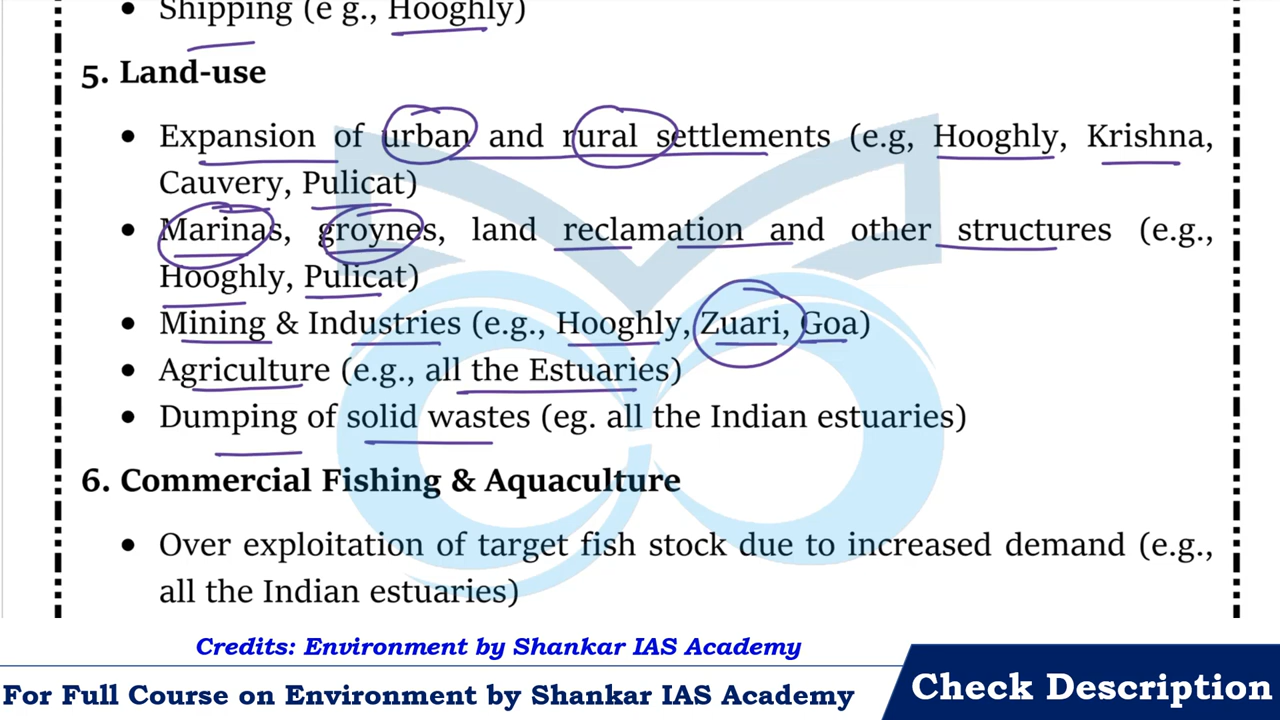 • Shipping (e g., Hooghly)
5. Land-use
• Expansion of urban and rural settlements (e.g, Hooghly, Krishna,
Cauvery, Pulicat)
• Marinas, groynes, land reclamation and other structures (e.g.,
Hooghly, Pulicat)
• Mining & Industries (e.g., Hooghly, Zuari, Goa)
• Agriculture (e.g., all the Estuaries)
• Dumping of solid wastes (eg. all the Indian estuaries)
6. Commercial Fishing & Aquaculture
• Over exploitation of target fish stock due to increased demand (e.g.,
all the Indian estuaries)
Credits: Environment by Shankar IAS Academy
For Full Course on Environment by Shankar IAS Academy
Check Description